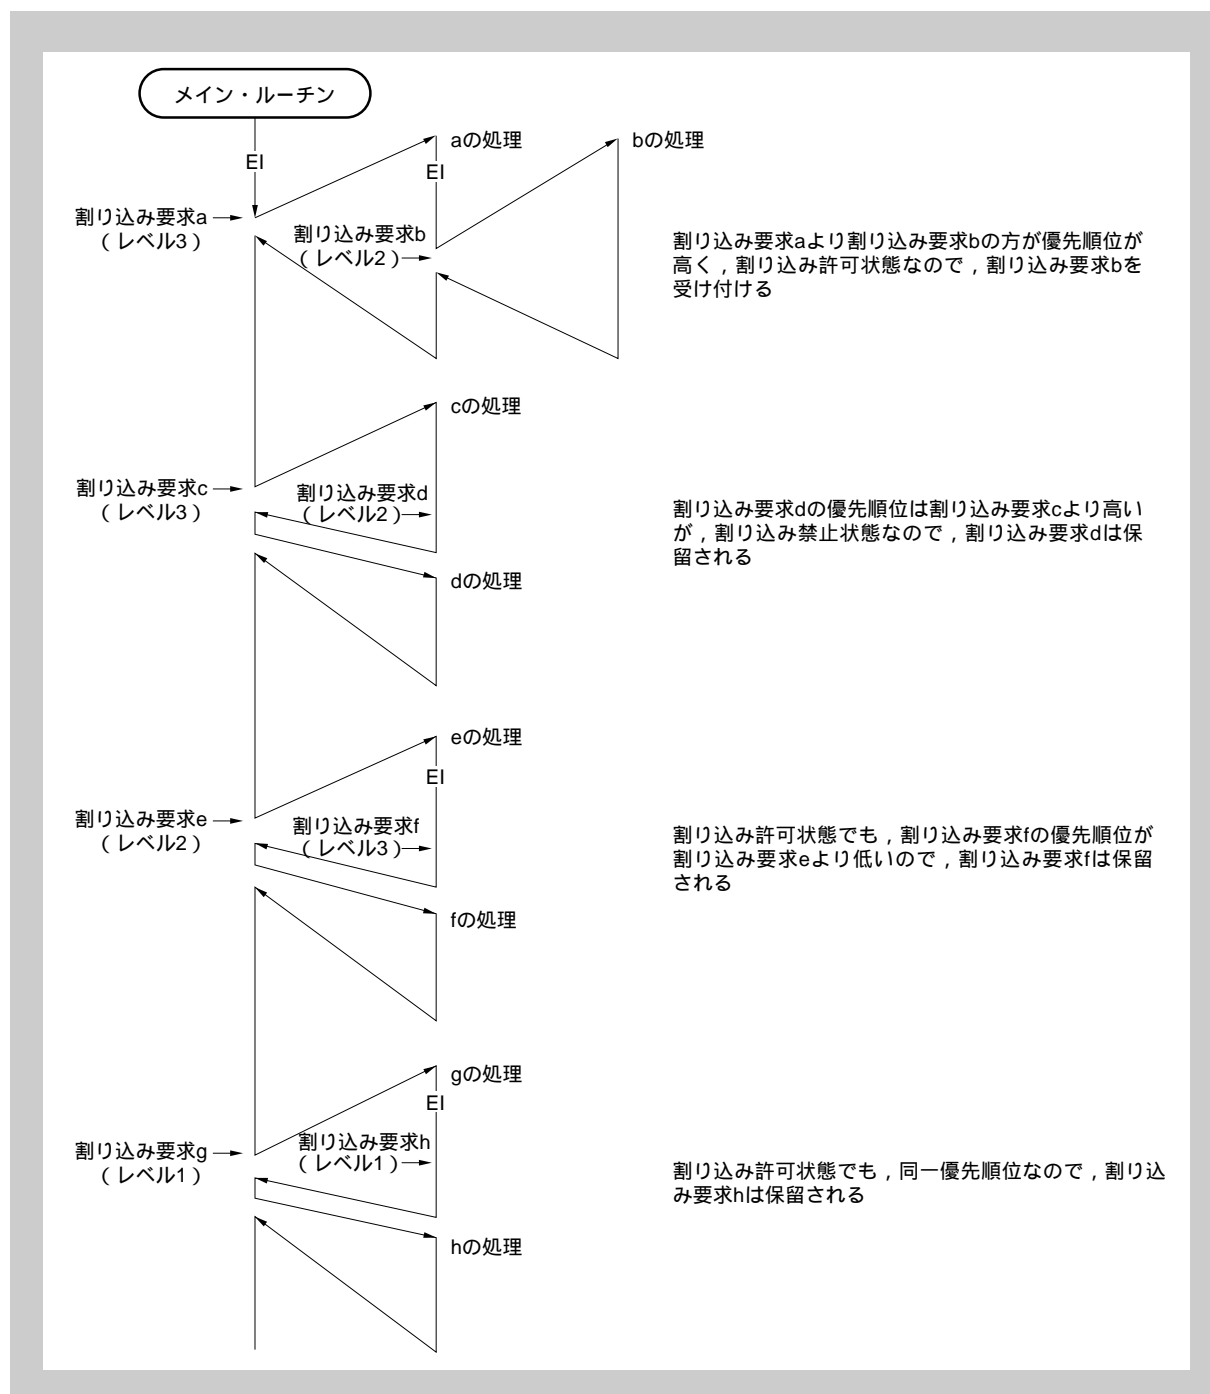 メイン・ルーチン
EI
aの処理
EI
bの処理
割り込み要求a
（レベル3）
割り込み要求b
（レベル2）
割り込み要求aより割り込み要求bの方が優先順位が
高く，割り込み許可状態なので，割り込み要求bを
受け付ける
cの処理
割り込み要求c
（レベル3）
割り込み要求d
（レベル2）
割り込み要求dの優先順位は割り込み要求cより高い
が，割り込み禁止状態なので，割り込み要求dは保
留される
dの処理
eの処理
EI
割り込み要求e
（レベル2）
割り込み要求f
（レベル3）
割り込み許可状態でも，割り込み要求fの優先順位が
割り込み要求eより低いので，割り込み要求fは保留
される
fの処理
gの処理
EI
割り込み要求g
（レベル1）
割り込み要求h
（レベル1）
割り込み許可状態でも，同一優先順位なので，割り込
み要求hは保留される
hの処理